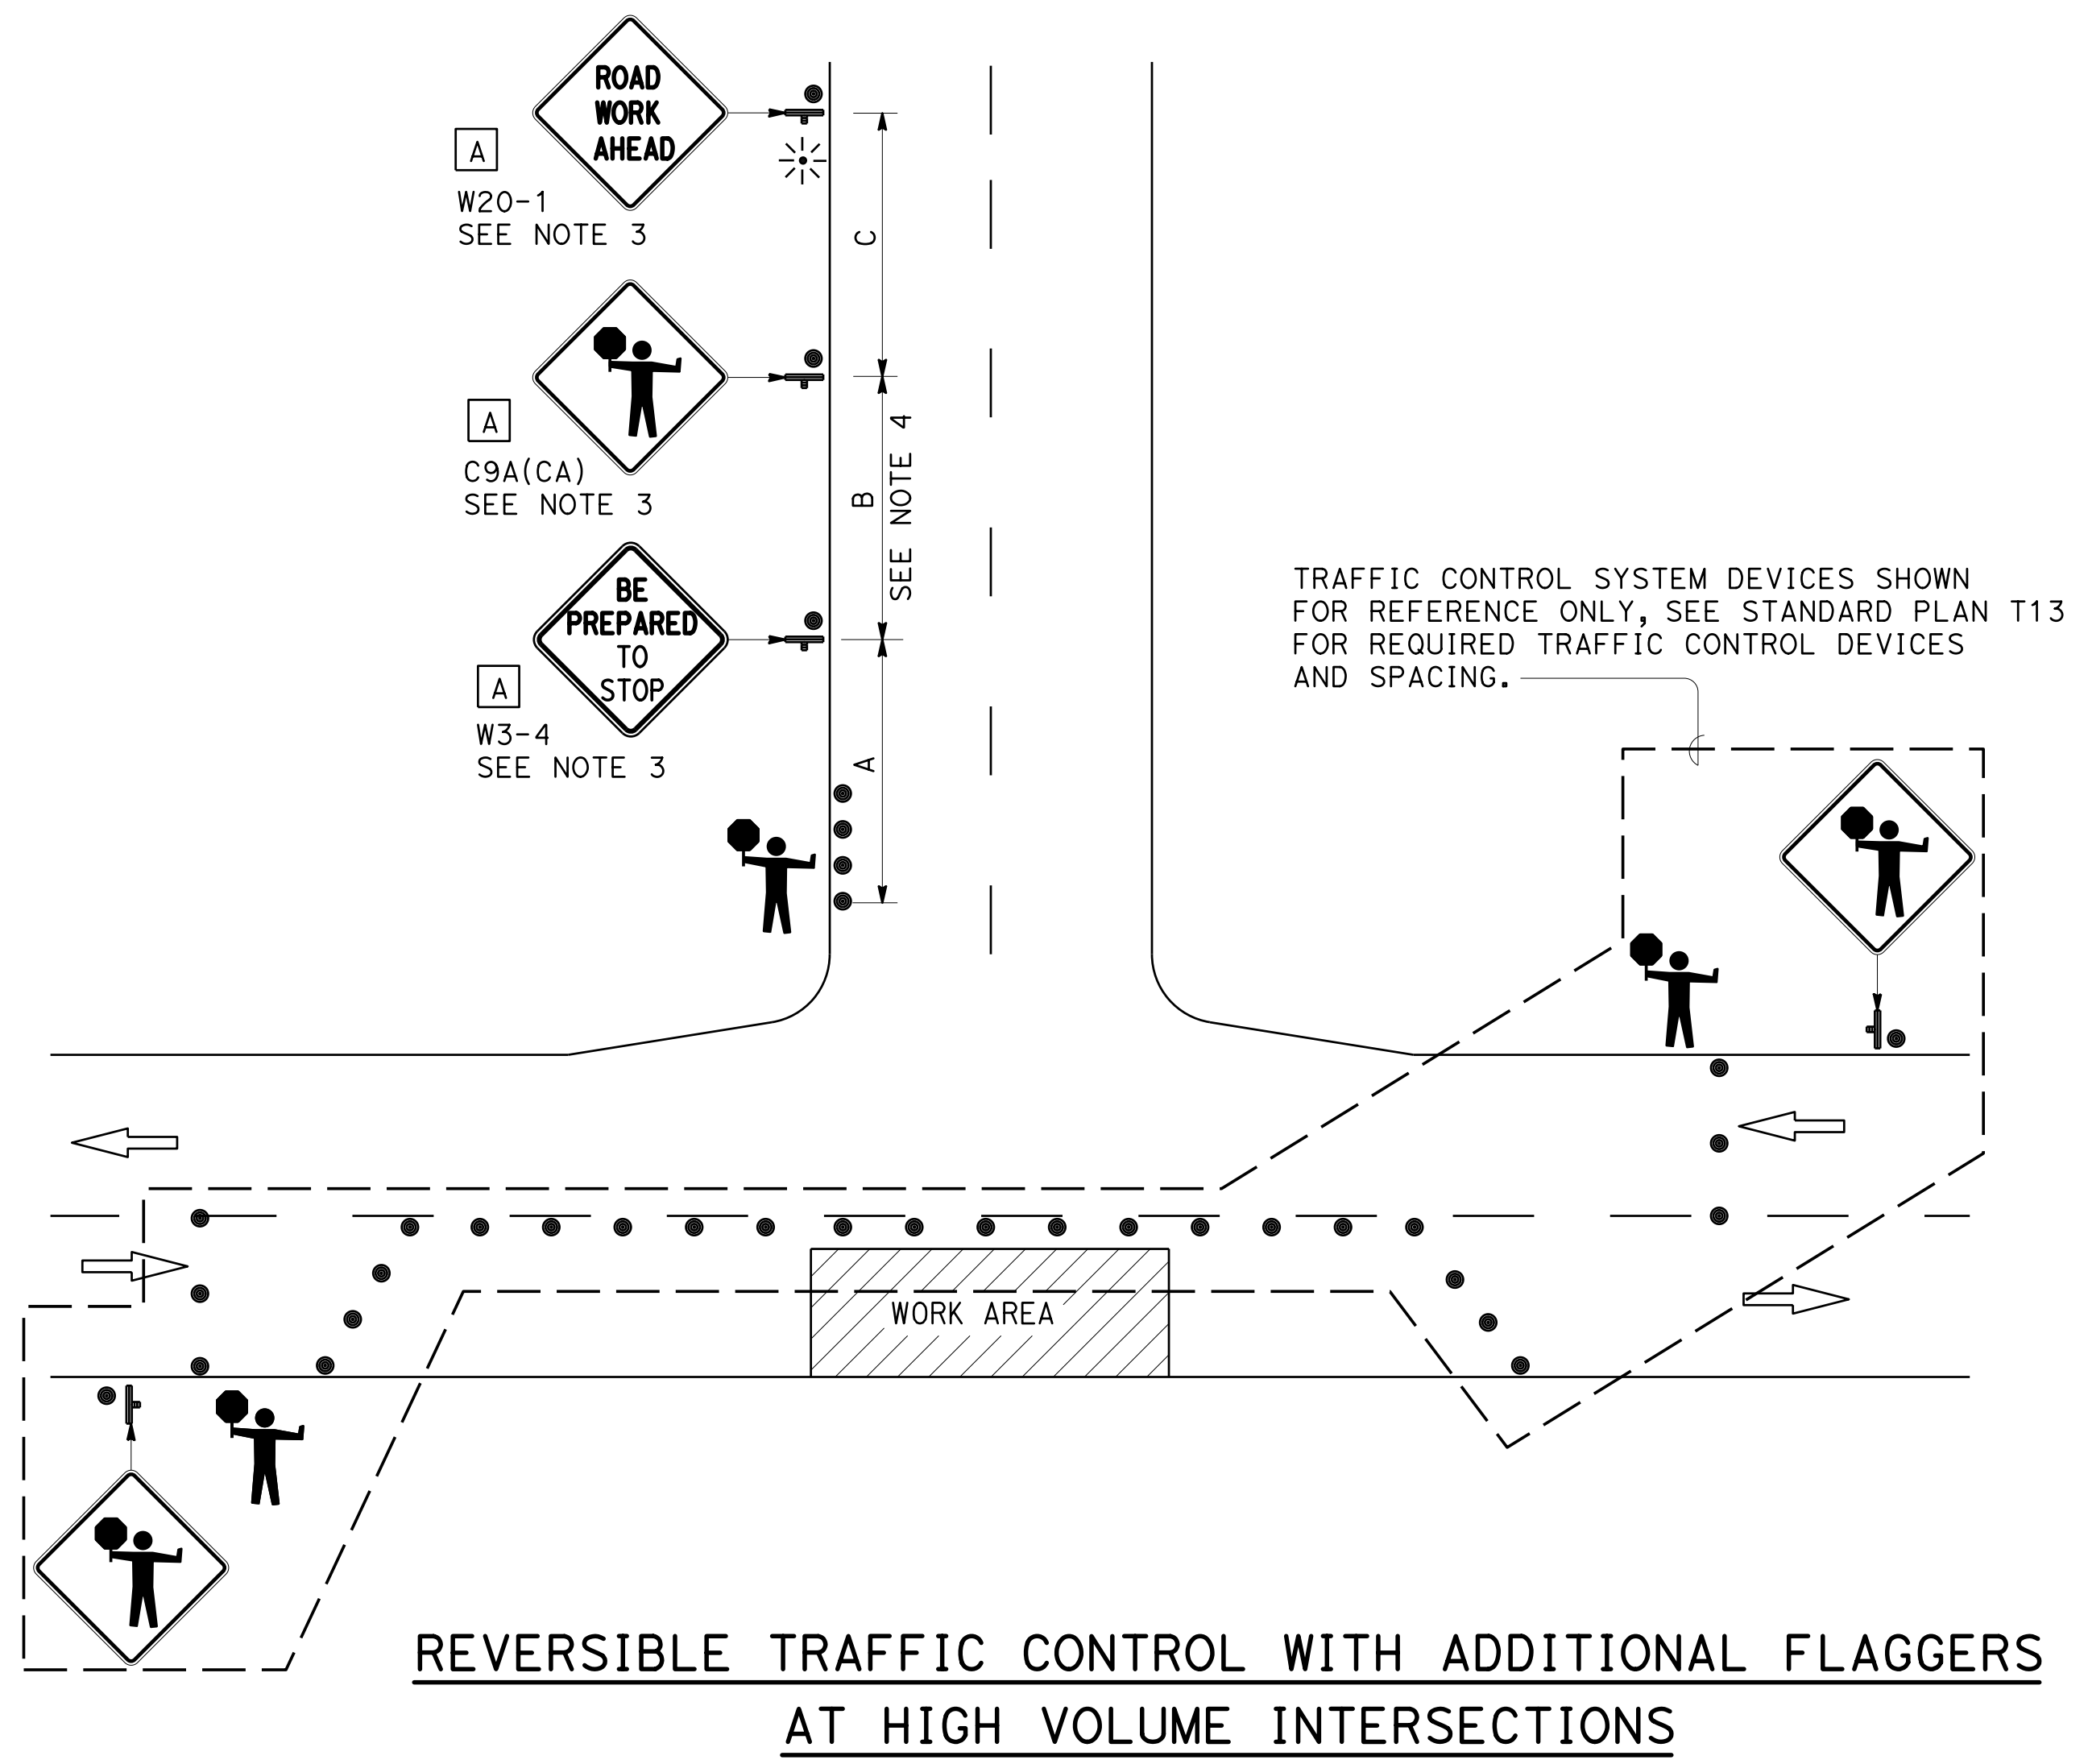 ROAD
WORK
AHEAD
A
W20-1
SEE NOTE 3
C
A
C9A(CA)
SEE NOTE 3
B
SEE NOTE 4
BE
PREPARED
TO
STOP
A
W3-4
SEE NOTE 3
A
TRAFFIC CONTROL SYSTEM DEVICES SHOWN
FOR REFERENCE ONLY, SEE STANDARD PLAN T13
FOR REQUIRED TRAFFIC CONTROL DEVICES
AND SPACING.
WORK AREA
REVERSIBLE TRAFFIC CONTROL WITH ADDITIONAL FLAGGERS
AT HIGH VOLUME INTERSECTIONS